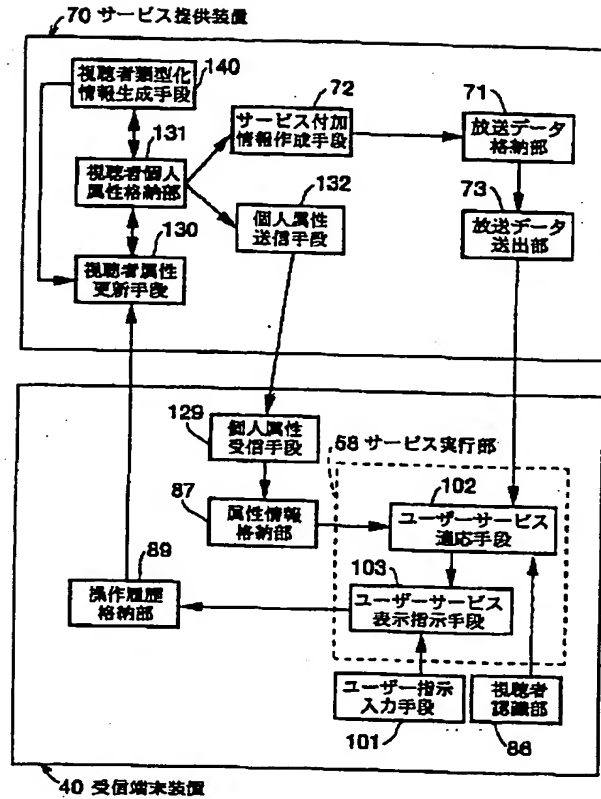 70 サービス提供装置
視聴者類型化
情報生成手段
140
131
視聴者個人
属性格納部
130
視聴者属性
更新手段
72
サービス付加
情報作成手段
132
個人属性
送信手段
71
放送データ
格納部
73
放送データ
送出部
129
個人属性
受信手段
58 サービス実行部
87
属性情報
格納部
102
ユーザーサービス
適応手段
89
操作履歴
格納部
103
ユーザーサービス
表示指示手段
ユーザー指示
入力手段
101
視聴者
認識部
86
40 受信端末装置